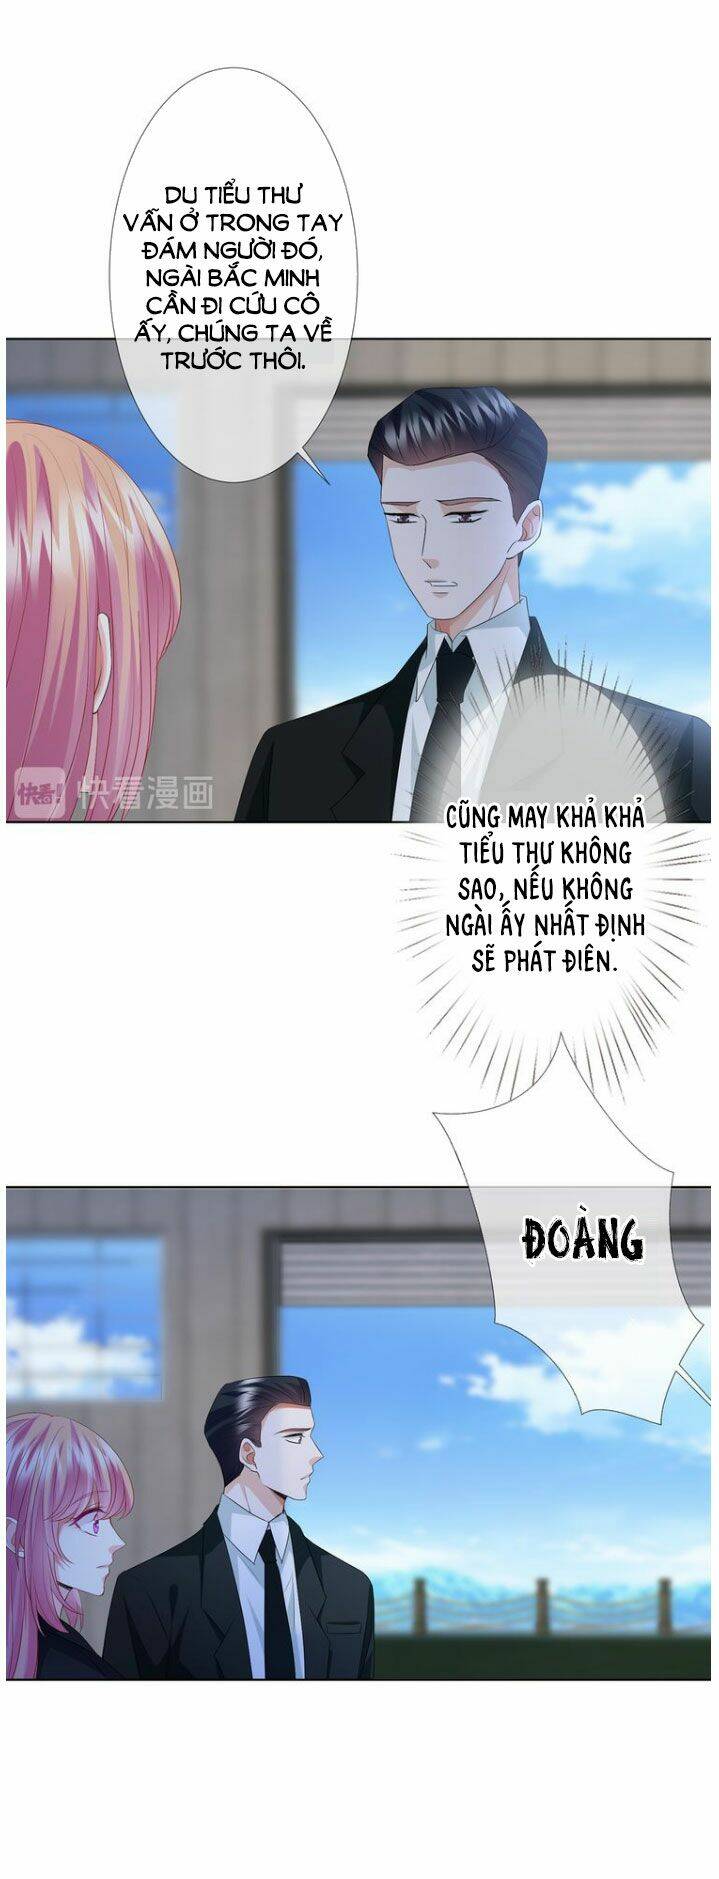 DU TIỂU THƯ
VẪN Ở TRONG TAY
ĐÁM NGƯỜI ĐÓ,
NGÀI BẮC MINH
CẦN ĐI CỨU CÔ
ẤY, CHÚNG TA VỀ
TRƯỚC THÔI.
快看! 快看漫画
CŨNG MAY KHẢ KHẢ
TIỂU THƯ KHÔNG
SAO, NẾU KHÔNG
NGÀI ẤY NHẤT ĐỊNH
SẼ PHÁT ĐIÊN.
ĐOÀNG